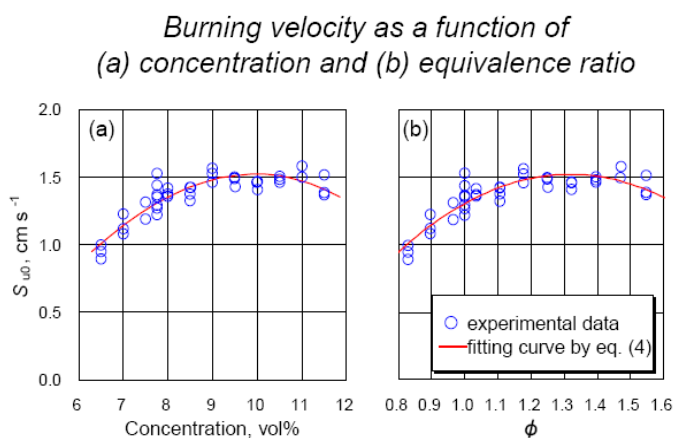 Burning velocity as a function of
(a) concentration and (b) equivalence ratio
2.0
1.5
1.0
0.5
0.0
S u0, cm s-1
(a)
6 7 8 9 10 11 12
Concentration, vol%
(b)
experimental data
fitting curve by eq. (4)
0.8 0.9 1.0 1.1 1.2 1.3 1.4 1.5 1.6
ϕ